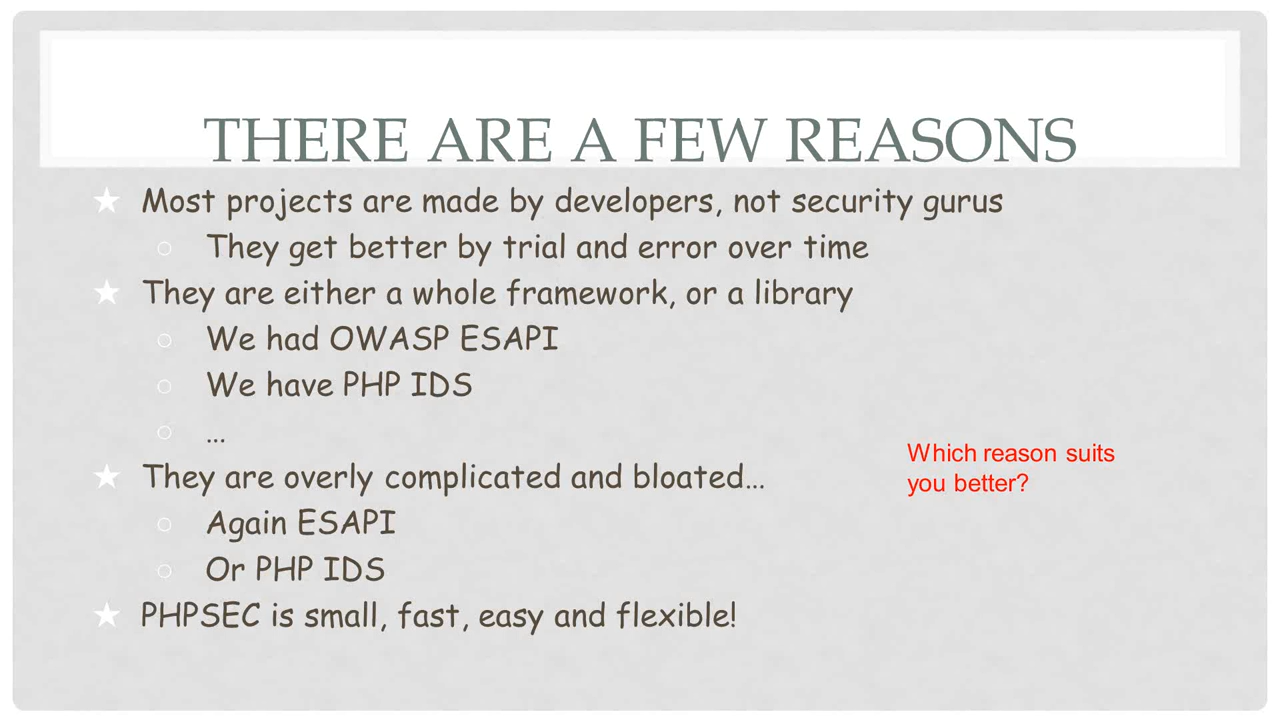 THERE ARE A FEW REASONS
★ Most projects are made by developers, not security gurus
○ They get better by trial and error over time
★ They are either a whole framework, or a library
○ We had OWASP ESAPI
○ We have PHP IDS
○ …
★ They are overly complicated and bloated…
○ Again ESAPI
○ Or PHP IDS
★ PHPSEC is small, fast, easy and flexible!
Which reason suits
you better?